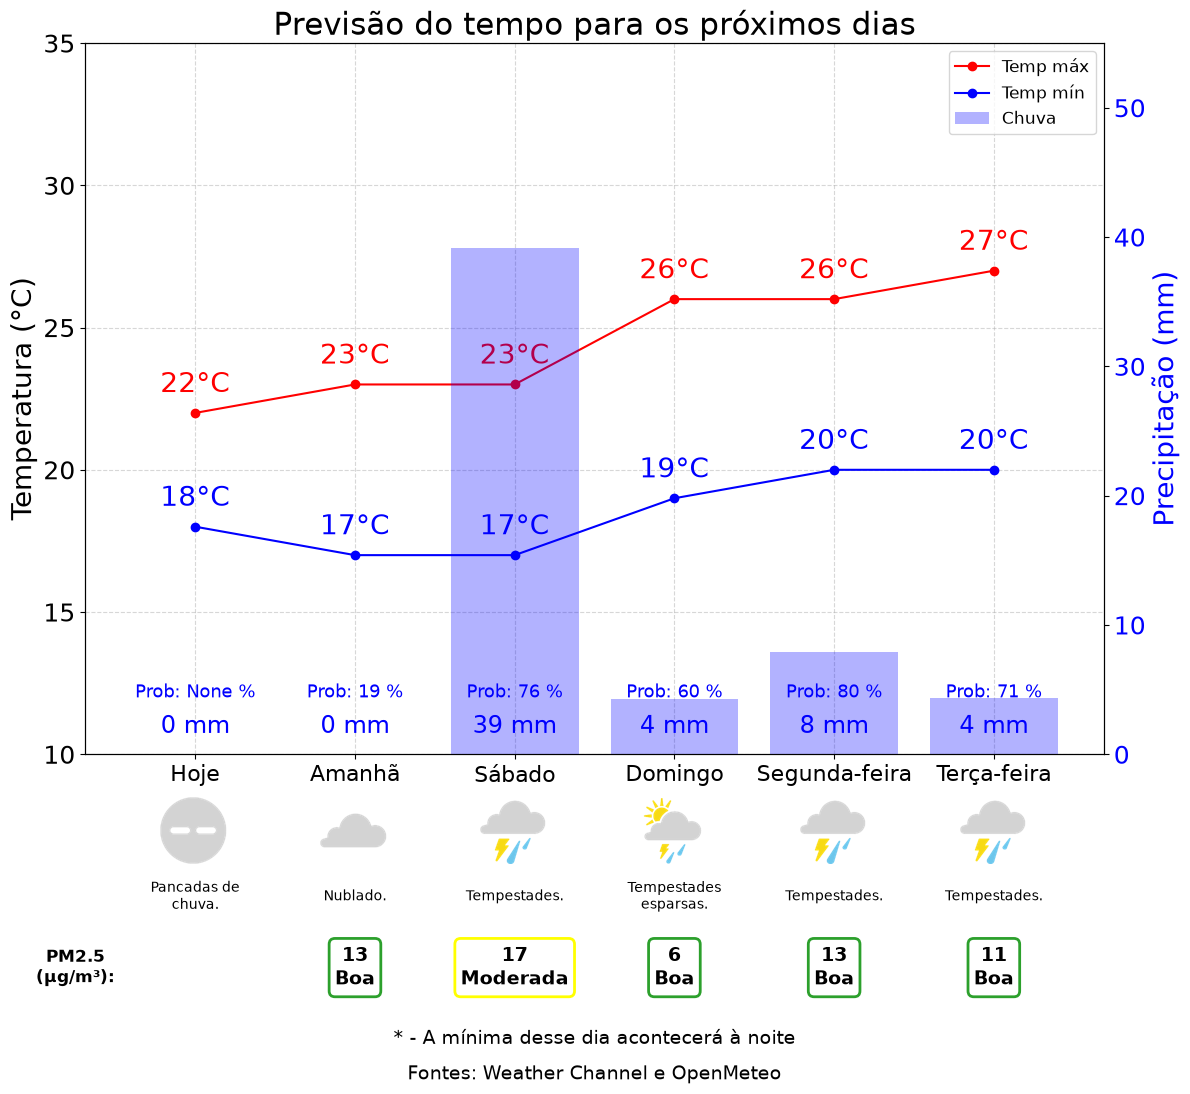 Previsão do tempo para os próximos dias
35
30
25
20
15
10
Temperatura (°C)
Temp máx
Temp mín
Chuva
50
40
30
20
10
0
Precipitação (mm)
22°C
23°C
23°C
26°C
26°C
27°C
18°C
17°C
17°C
19°C
20°C
20°C
Prob: None %
Prob: 19 %
Prob: 76 %
Prob: 60 %
Prob: 80 %
Prob: 71 %
0 mm
0 mm
39 mm
4 mm
8 mm
4 mm
Hoje
Amanhã
Sábado
Domingo
Segunda-feira
Terça-feira
Pancadas de
chuva.
Nublado.
Tempestades.
Tempestades
esparsas.
Tempestades.
Tempestades.
PM2.5
(µg/m³):
13
Boa
17
Moderada
6
Boa
13
Boa
11
Boa
* - A mínima desse dia acontecerá à noite
Fontes: Weather Channel e OpenMeteo